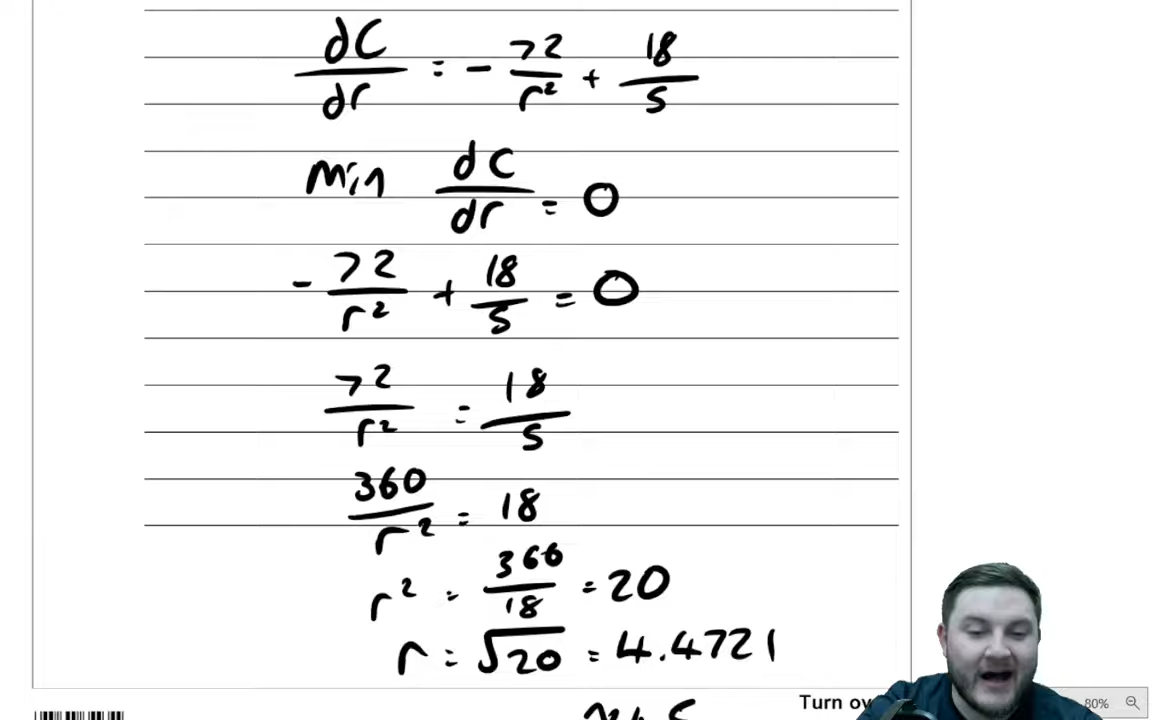 dC/dr = - 72/r² + 18/5
Min dC/dr = 0
- 72/r² + 18/5 = 0
72/r² = 18/5
360/r² = 18
r² = 360/18 = 20
r = √20 = 4.4721
Turn ov
80%